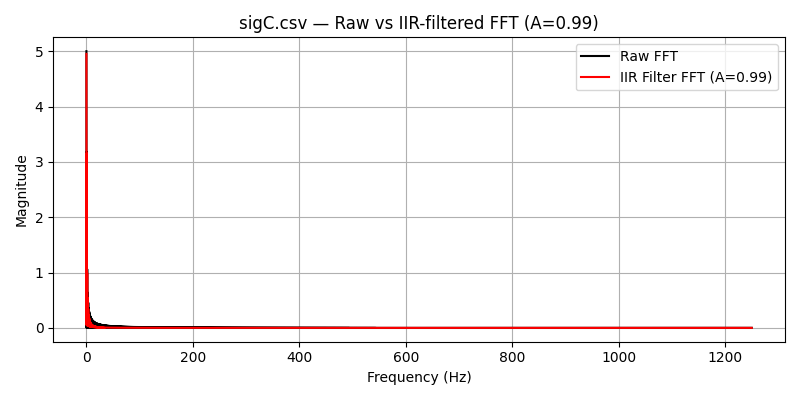 sigC.csv — Raw vs IIR-filtered FFT (A=0.99)
Raw FFT
IIR Filter FFT (A=0.99)
Magnitude
5
4
3
2
1
0
0 200 400 600 800 1000 1200
Frequency (Hz)